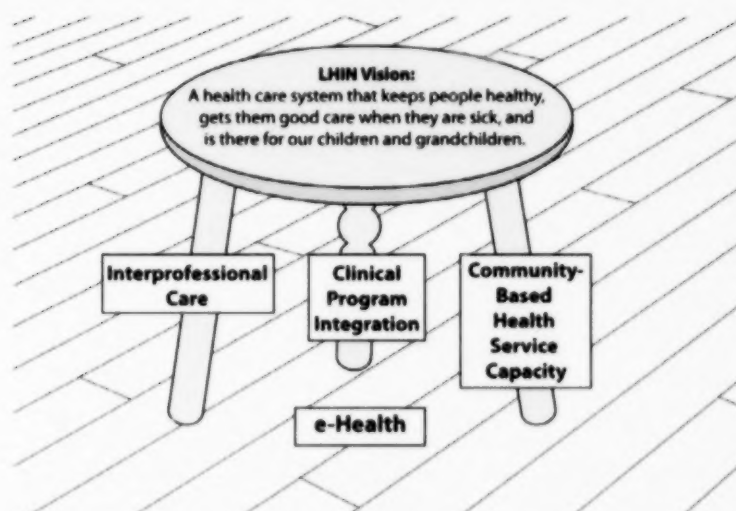 LHIN Vision:
A health care system that keeps people healthy,
gets them good care when they are sick, and
is there for our children and grandchildren.
Interprofessional
Care
Clinical
Program
Integration
Community-
Based
Health
Service
Capacity
e-Health